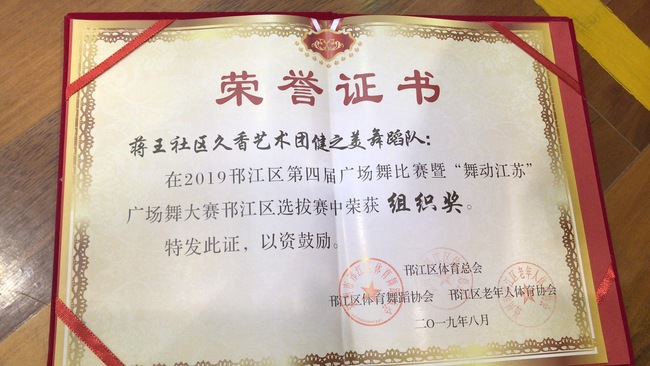 荣誉证书
蒋王社区久香艺术团健之美舞蹈队：
在2019邗江区第四届广场舞比赛暨“舞动江苏”
广场舞大赛邗江区选拔赛中荣获 组织奖。
特发此证，以资鼓励。
邗江区体育总会
邗江区体育舞蹈协会 邗江区老年人体育协会
二〇一九年八月